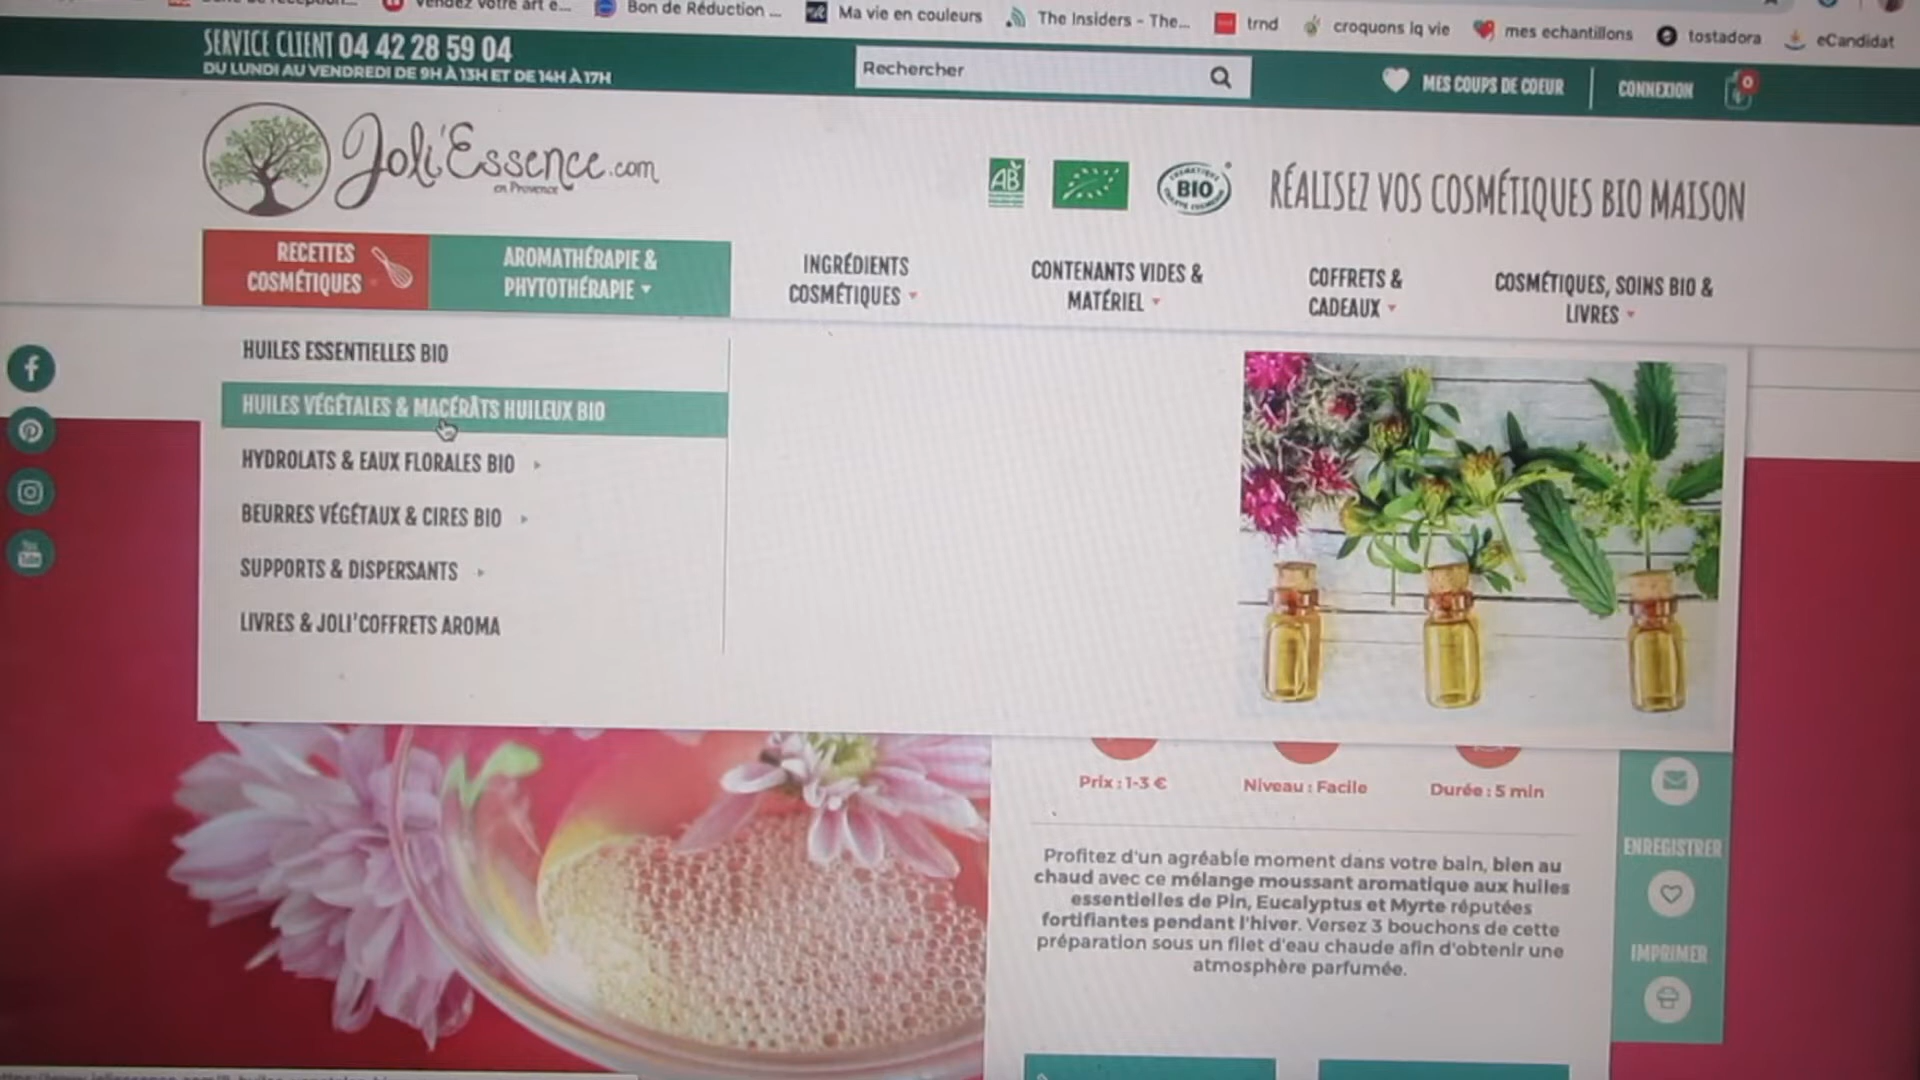 Vendez votre art e...
Bon de Réduction ...
Ma vie en couleurs
The Insiders - The...
trnd
croquons lq vie
mes echantillons
tostadora
eCandidat
SERVICE CLIENT 04 42 28 59 04
DU LUNDI AU VENDREDI DE 9H À 13H ET DE 14H À 17H
Rechercher
MES COUPS DE COEUR
CONNEXION
0
Joli'Essence.com
en Provence
AB
BIO
RÉALISEZ VOS COSMÉTIQUES BIO MAISON
RECETTES
COSMÉTIQUES
AROMATHÉRAPIE &
PHYTOTHÉRAPIE
INGRÉDIENTS
COSMÉTIQUES
CONTENANTS VIDES &
MATÉRIEL
COFFRETS &
CADEAUX
COSMÉTIQUES, SOINS BIO &
LIVRES
HUILES ESSENTIELLES BIO
HUILES VÉGÉTALES & MACÉRÂTS HUILEUX BIO
HYDROLATS & EAUX FLORALES BIO
BEURRES VÉGÉTAUX & CIRES BIO
SUPPORTS & DISPERSANTS
LIVRES & JOLI'COFFRETS AROMA
Prix : 1-3 €
Niveau : Facile
Durée : 5 min
Profitez d'un agréable moment dans votre bain, bien au
chaud avec ce mélange moussant aromatique aux huiles
essentielles de Pin, Eucalyptus et Myrte réputées
fortifiantes pendant l'hiver. Versez 3 bouchons de cette
préparation sous un filet d'eau chaude afin d'obtenir une
atmosphère parfumée.
ENREGISTRER
IMPRIMER